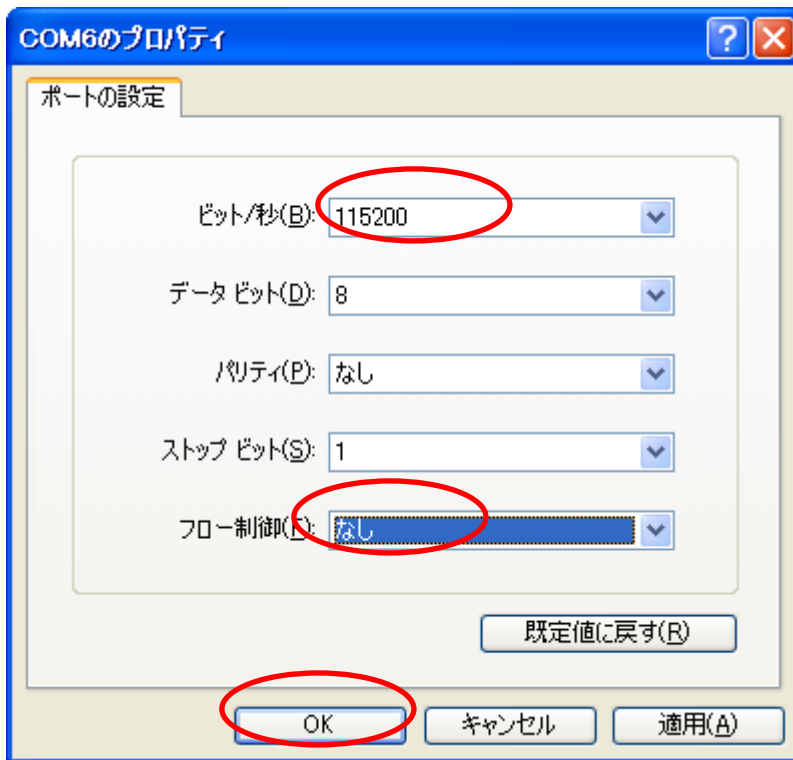 COM6のプロパティ
ポートの設定
ビット/秒(B): 115200
データ ビット(D): 8
パリティ(P): なし
ストップ ビット(S): 1
フロー制御(F): なし
既定値に戻す(R)
OK キャンセル 適用(A)